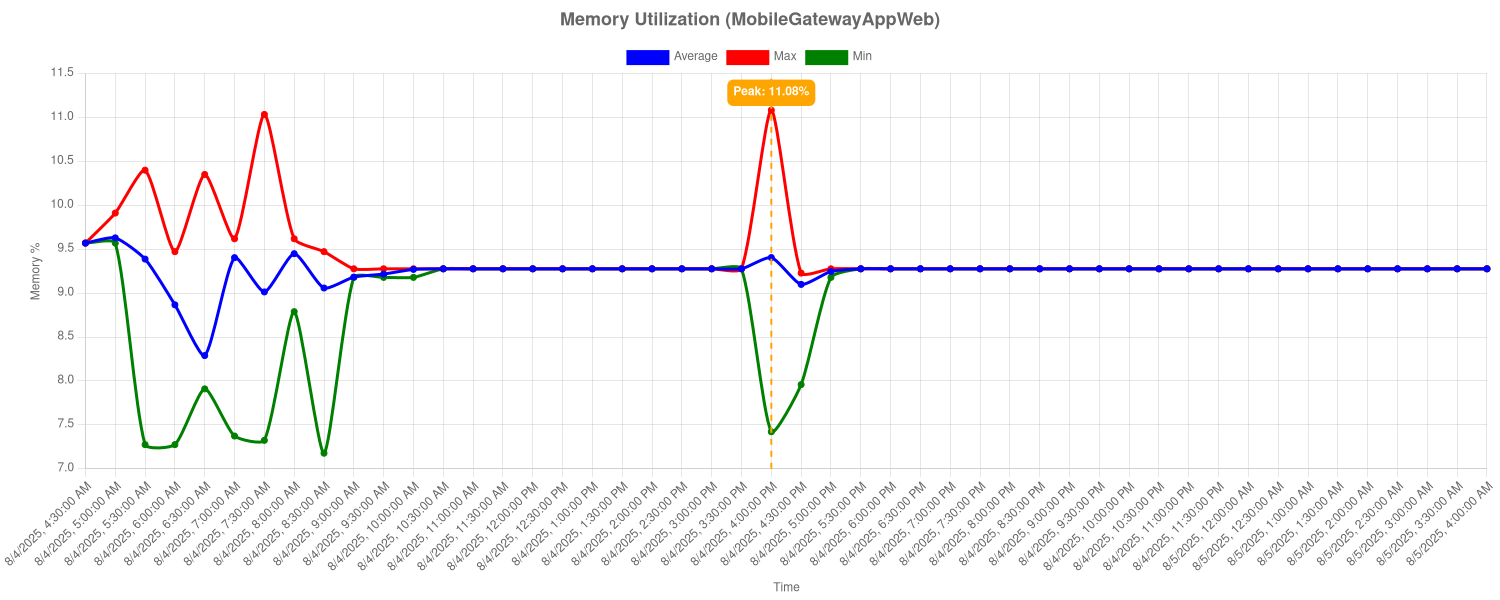 Memory Utilization (MobileGatewayAppWeb)
Average Max Min
Peak: 11.08%
11.5
11.0
10.5
10.0
9.5
9.0
8.5
8.0
7.5
7.0
Memory %
8/4/2025, 4:30:00 AM
8/4/2025, 5:00:00 AM
8/4/2025, 5:30:00 AM
8/4/2025, 6:00:00 AM
8/4/2025, 6:30:00 AM
8/4/2025, 7:00:00 AM
8/4/2025, 7:30:00 AM
8/4/2025, 8:00:00 AM
8/4/2025, 8:30:00 AM
8/4/2025, 9:00:00 AM
8/4/2025, 9:30:00 AM
8/4/2025, 10:00:00 AM
8/4/2025, 10:30:00 AM
8/4/2025, 11:00:00 AM
8/4/2025, 11:30:00 AM
8/4/2025, 12:00:00 PM
8/4/2025, 12:30:00 PM
8/4/2025, 1:00:00 PM
8/4/2025, 1:30:00 PM
8/4/2025, 2:00:00 PM
8/4/2025, 2:30:00 PM
8/4/2025, 3:00:00 PM
8/4/2025, 3:30:00 PM
8/4/2025, 4:00:00 PM
8/4/2025, 4:30:00 PM
8/4/2025, 5:00:00 PM
8/4/2025, 5:30:00 PM
8/4/2025, 6:00:00 PM
8/4/2025, 6:30:00 PM
8/4/2025, 7:00:00 PM
8/4/2025, 7:30:00 PM
8/4/2025, 8:00:00 PM
8/4/2025, 8:30:00 PM
8/4/2025, 9:00:00 PM
8/4/2025, 9:30:00 PM
8/4/2025, 10:00:00 PM
8/4/2025, 10:30:00 PM
8/4/2025, 11:00:00 PM
8/4/2025, 11:30:00 PM
8/5/2025, 12:00:00 AM
8/5/2025, 12:30:00 AM
8/5/2025, 1:00:00 AM
8/5/2025, 1:30:00 AM
8/5/2025, 2:00:00 AM
8/5/2025, 2:30:00 AM
8/5/2025, 3:00:00 AM
8/5/2025, 3:30:00 AM
8/5/2025, 4:00:00 AM
Time